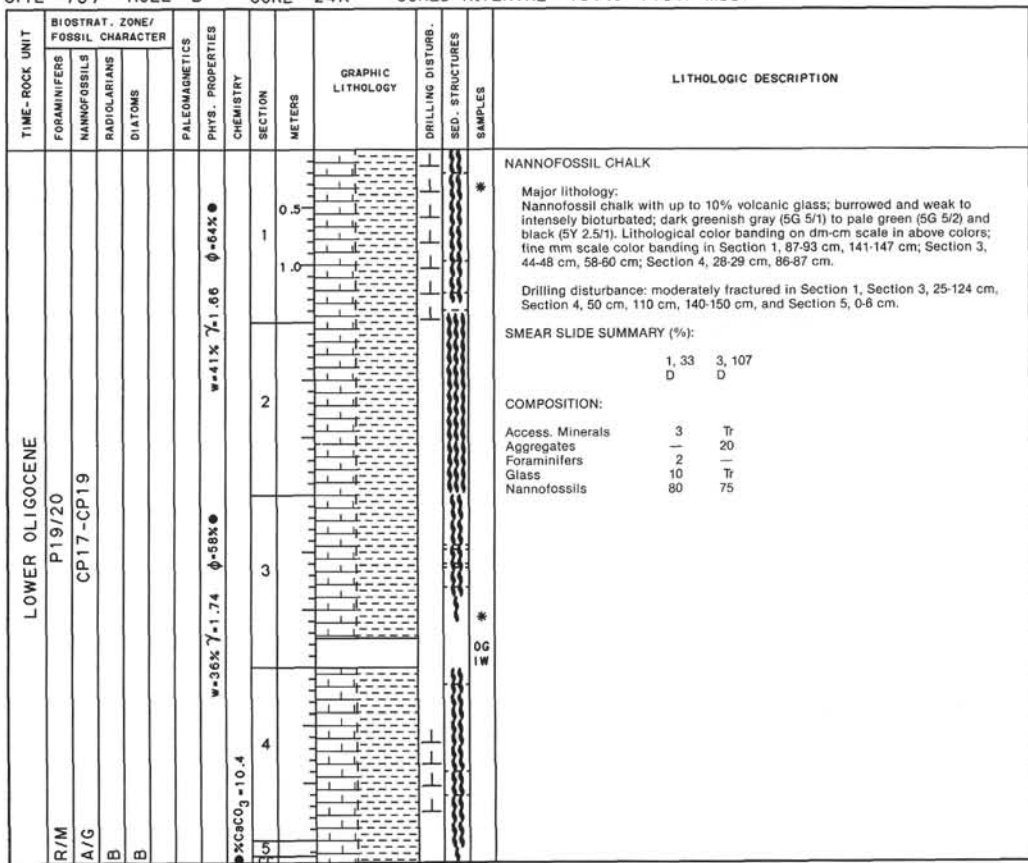 TIME-ROCK UNIT
BIOSTRAT. ZONE/
FOSSIL CHARACTER
FORAMINIFERS
NANNOFOSSILS
RADIOLARIANS
DIATOMS
PALEOMAGNETICS
PHYS. PROPERTIES
CHEMISTRY
SECTION
METERS
GRAPHIC
LITHOLOGY
DRILLING DISTURB.
SED. STRUCTURES
SAMPLES
LITHOLOGIC DESCRIPTION
LOWER OLIGOCENE
P19/20
CP17-CP19
R/M
A/G
B
B
w=41% γ=1.66 ϕ=64%●
w=36% γ=1.74 ϕ=58%●
●%CaCO₃=10.4
1
2
3
4
5
0.5
1.0
*
*
OG
IW
NANNOFOSSIL CHALK
Major lithology:
Nannofossil chalk with up to 10% volcanic glass; burrowed and weak to
intensely bioturbated; dark greenish gray (5G 5/1) to pale green (5G 5/2) and
black (5Y 2.5/1). Lithological color banding on dm-cm scale in above colors;
fine mm scale color banding in Section 1, 87-93 cm, 141-147 cm; Section 3,
44-48 cm, 58-60 cm; Section 4, 28-29 cm, 86-87 cm.
Drilling disturbance: moderately fractured in Section 1, Section 3, 25-124 cm,
Section 4, 50 cm, 110 cm, 140-150 cm, and Section 5, 0-6 cm.
SMEAR SLIDE SUMMARY (%):
1, 33 3, 107
D D
COMPOSITION:
Access. Minerals 3 Tr
Aggregates — 20
Foraminifers 2 —
Glass 10 Tr
Nannofossils 80 75